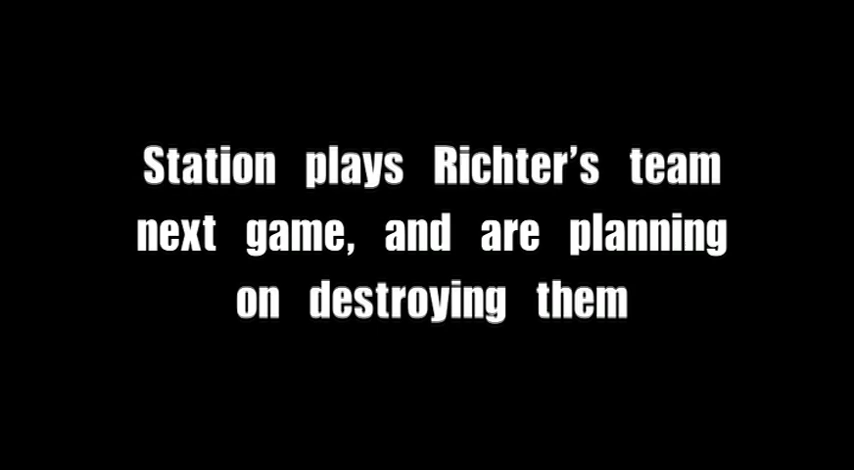 Station plays Richter’s team
next game, and are planning
on destroying them